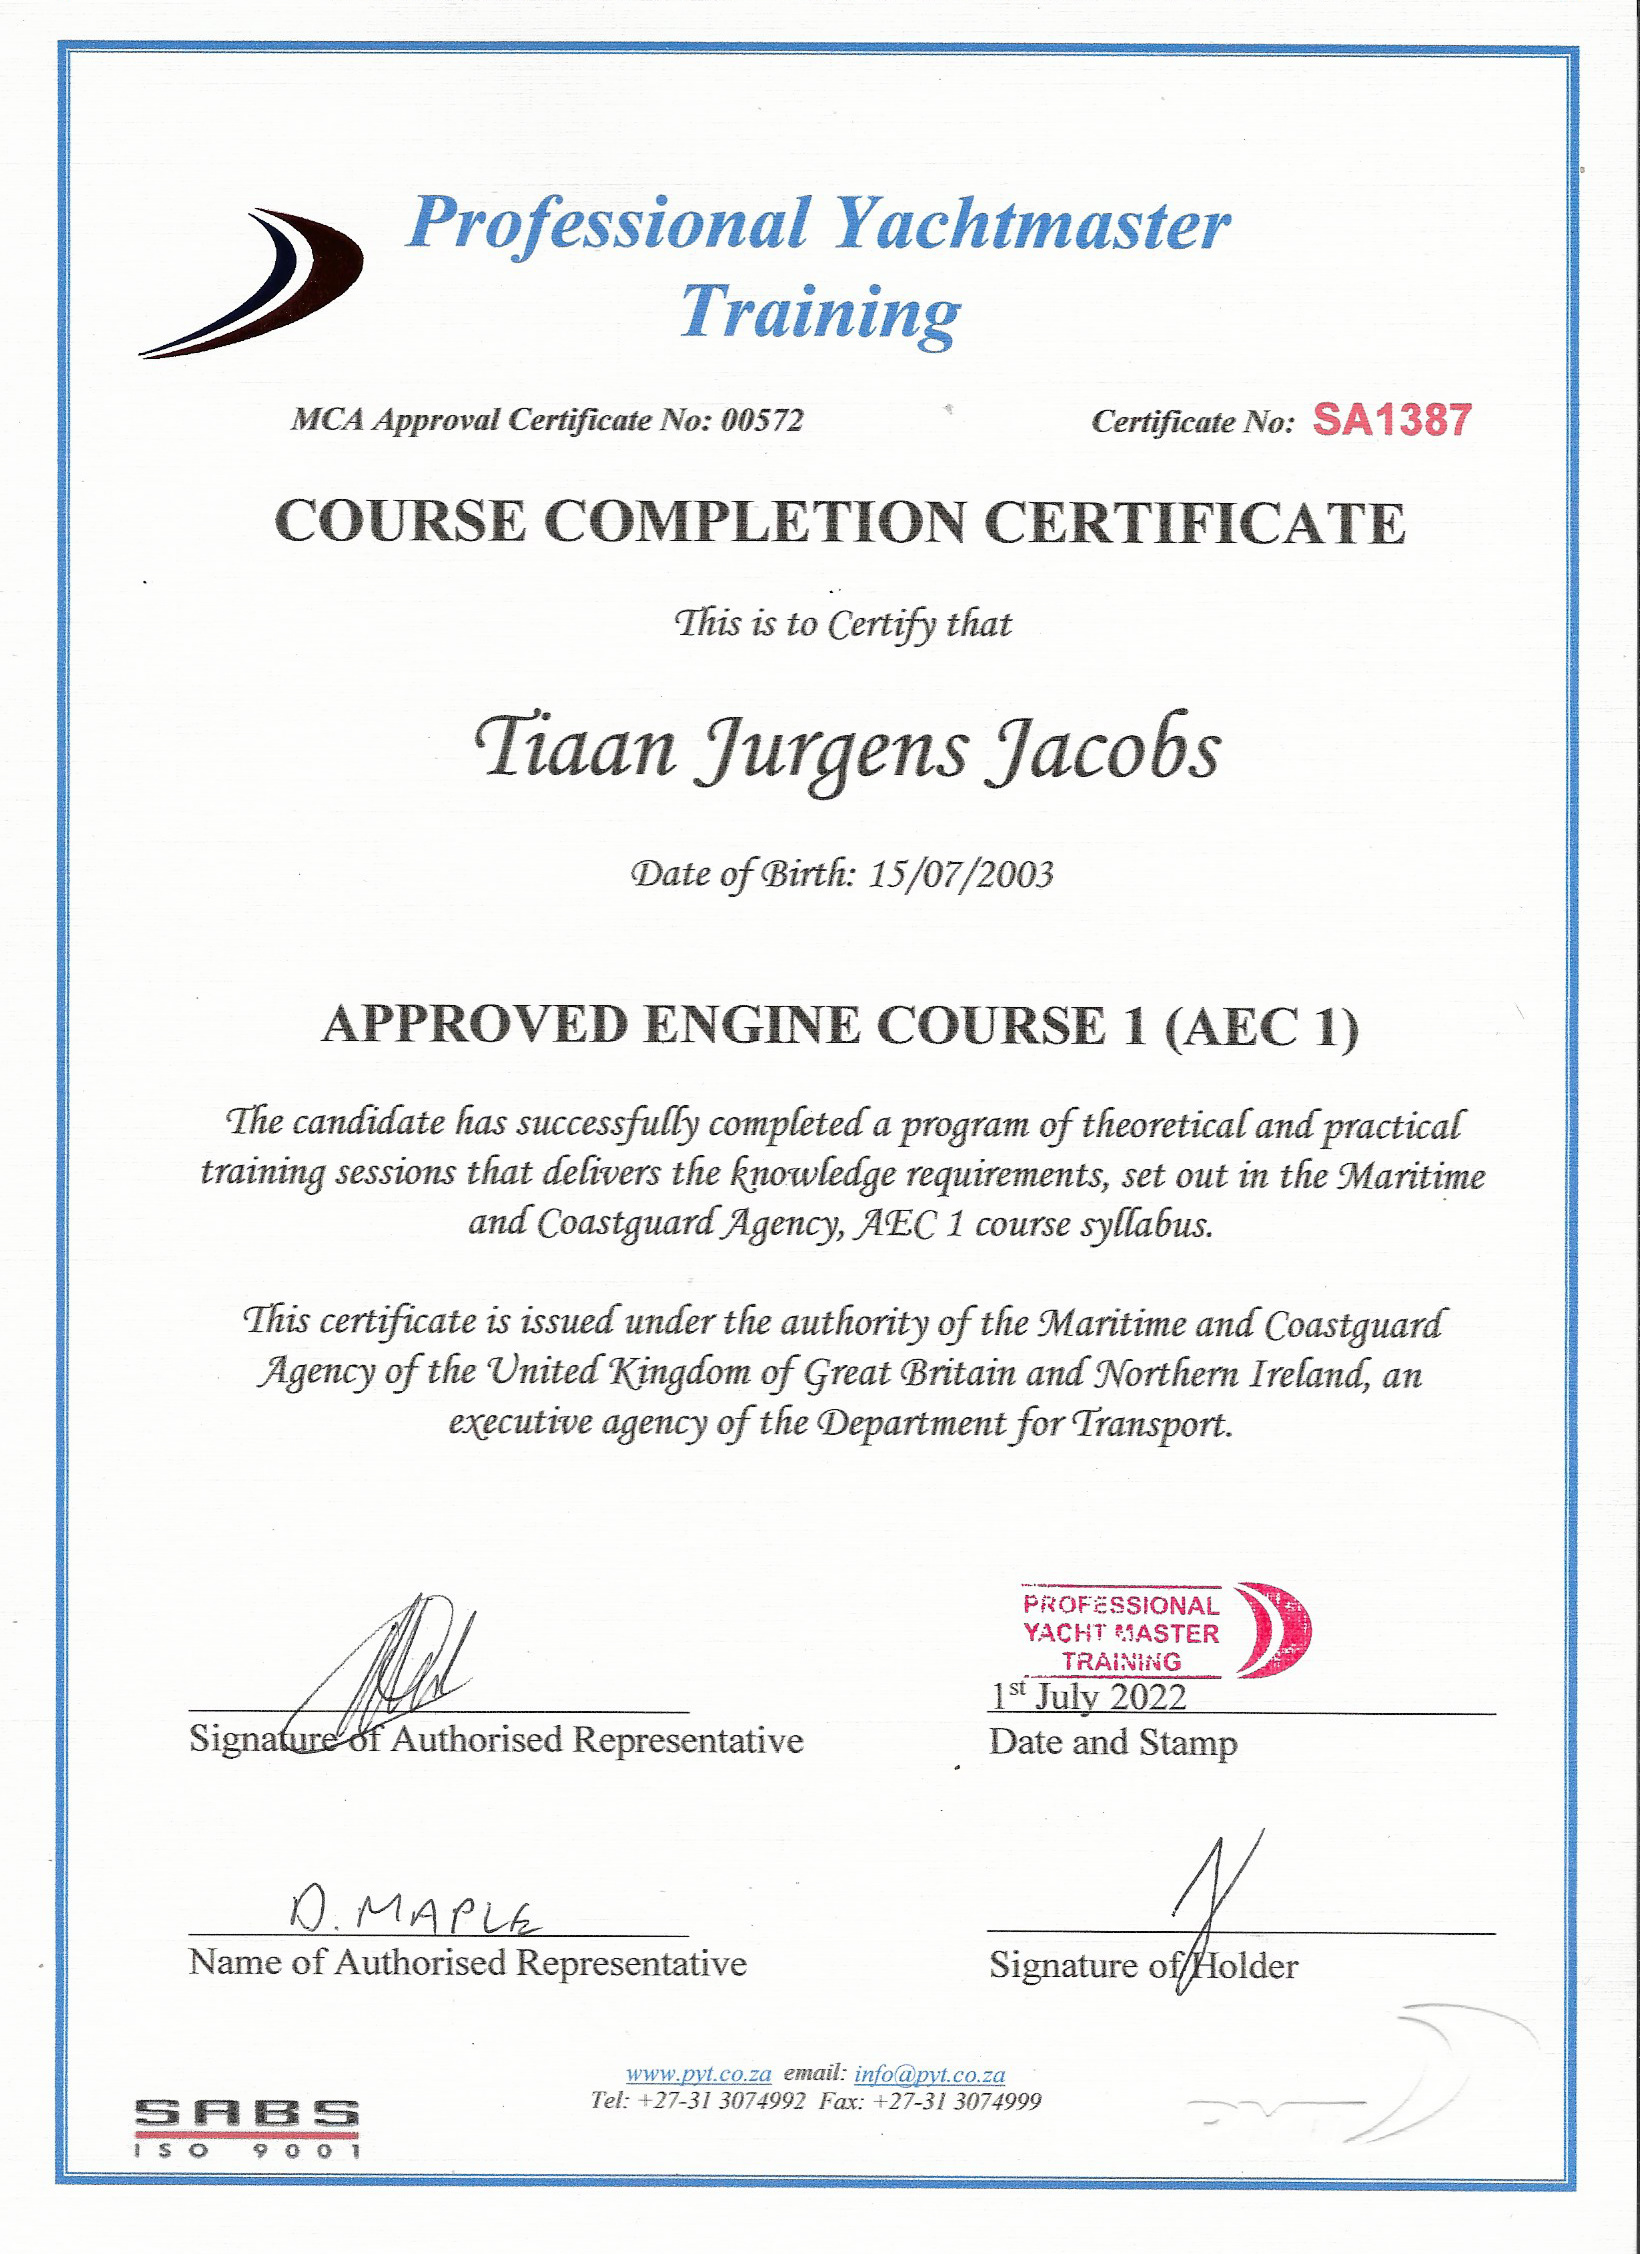 Professional Yachtmaster
Training
MCA Approval Certificate No: 00572
Certificate No: SA1387
COURSE COMPLETION CERTIFICATE
This is to Certify that
Tiaan Jurgens Jacobs
Date of Birth: 15/07/2003
APPROVED ENGINE COURSE 1 (AEC 1)
The candidate has successfully completed a program of theoretical and practical
training sessions that delivers the knowledge requirements, set out in the Maritime
and Coastguard Agency, AEC 1 course syllabus.
This certificate is issued under the authority of the Maritime and Coastguard
Agency of the United Kingdom of Great Britain and Northern Ireland, an
executive agency of the Department for Transport.
PROFESSIONAL
YACHT MASTER
TRAINING
1st July 2022
Signature of Authorised Representative
Date and Stamp
D. MAPLE
Name of Authorised Representative
Signature of Holder
www.pyt.co.za email: info@pyt.co.za
Tel: +27-31 3074992 Fax: +27-31 3074999
SABS
ISO 9001